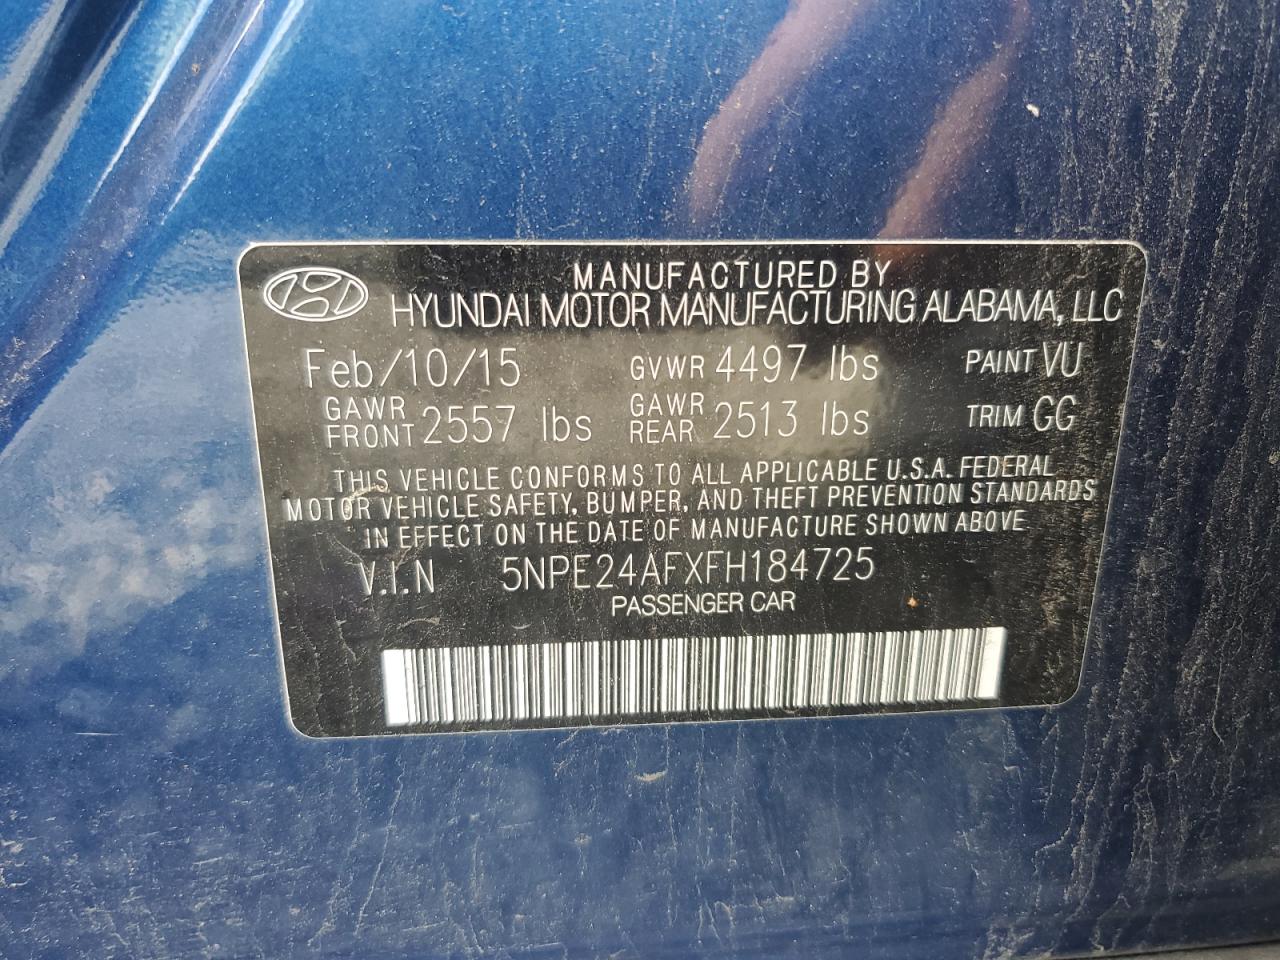 MANUFACTURED BY
HYUNDAI MOTOR MANUFACTURING ALABAMA, LLC
Feb/10/15 GVWR 4497 lbs PAINT VU
GAWR FRONT 2557 lbs GAWR REAR 2513 lbs TRIM GG
THIS VEHICLE CONFORMS TO ALL APPLICABLE U.S.A. FEDERAL
MOTOR VEHICLE SAFETY, BUMPER, AND THEFT PREVENTION STANDARDS
IN EFFECT ON THE DATE OF MANUFACTURE SHOWN ABOVE
V.I.N 5NPE24AFXFH184725
PASSENGER CAR